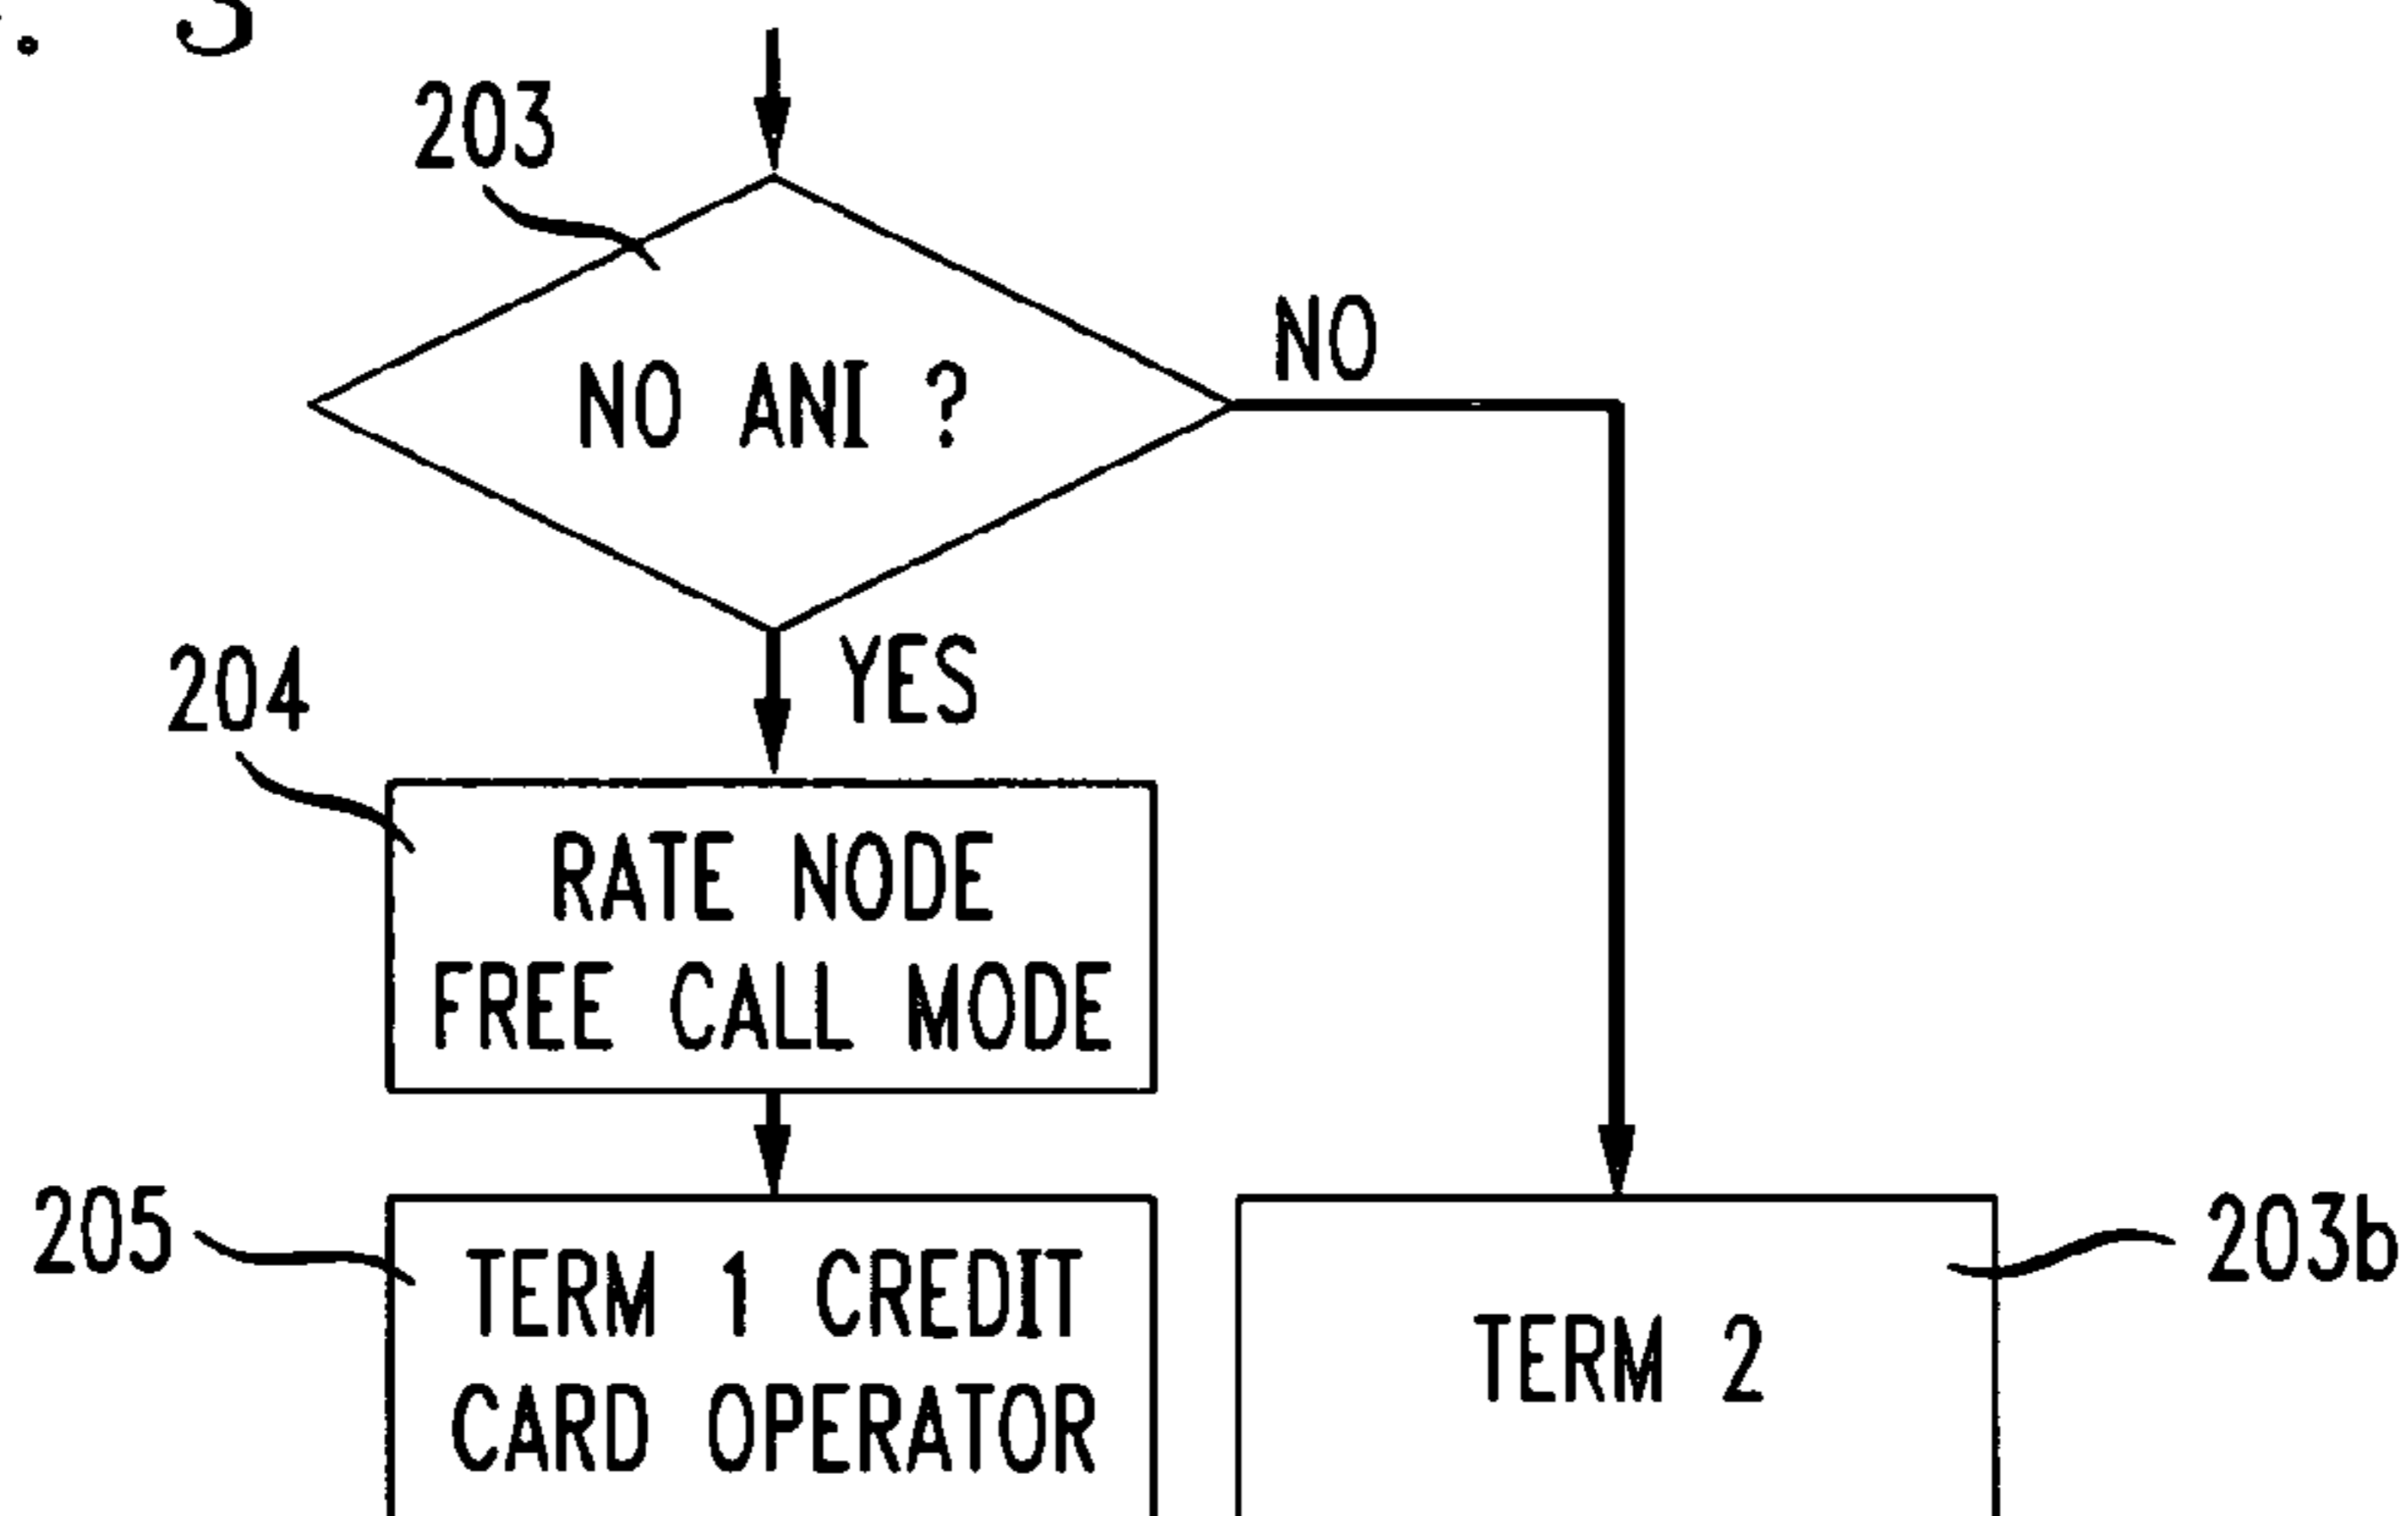 . 3
203
NO ANI ?
NO
YES
204
RATE NODE
FREE CALL MODE
205
TERM 1 CREDIT
CARD OPERATOR
TERM 2
203b